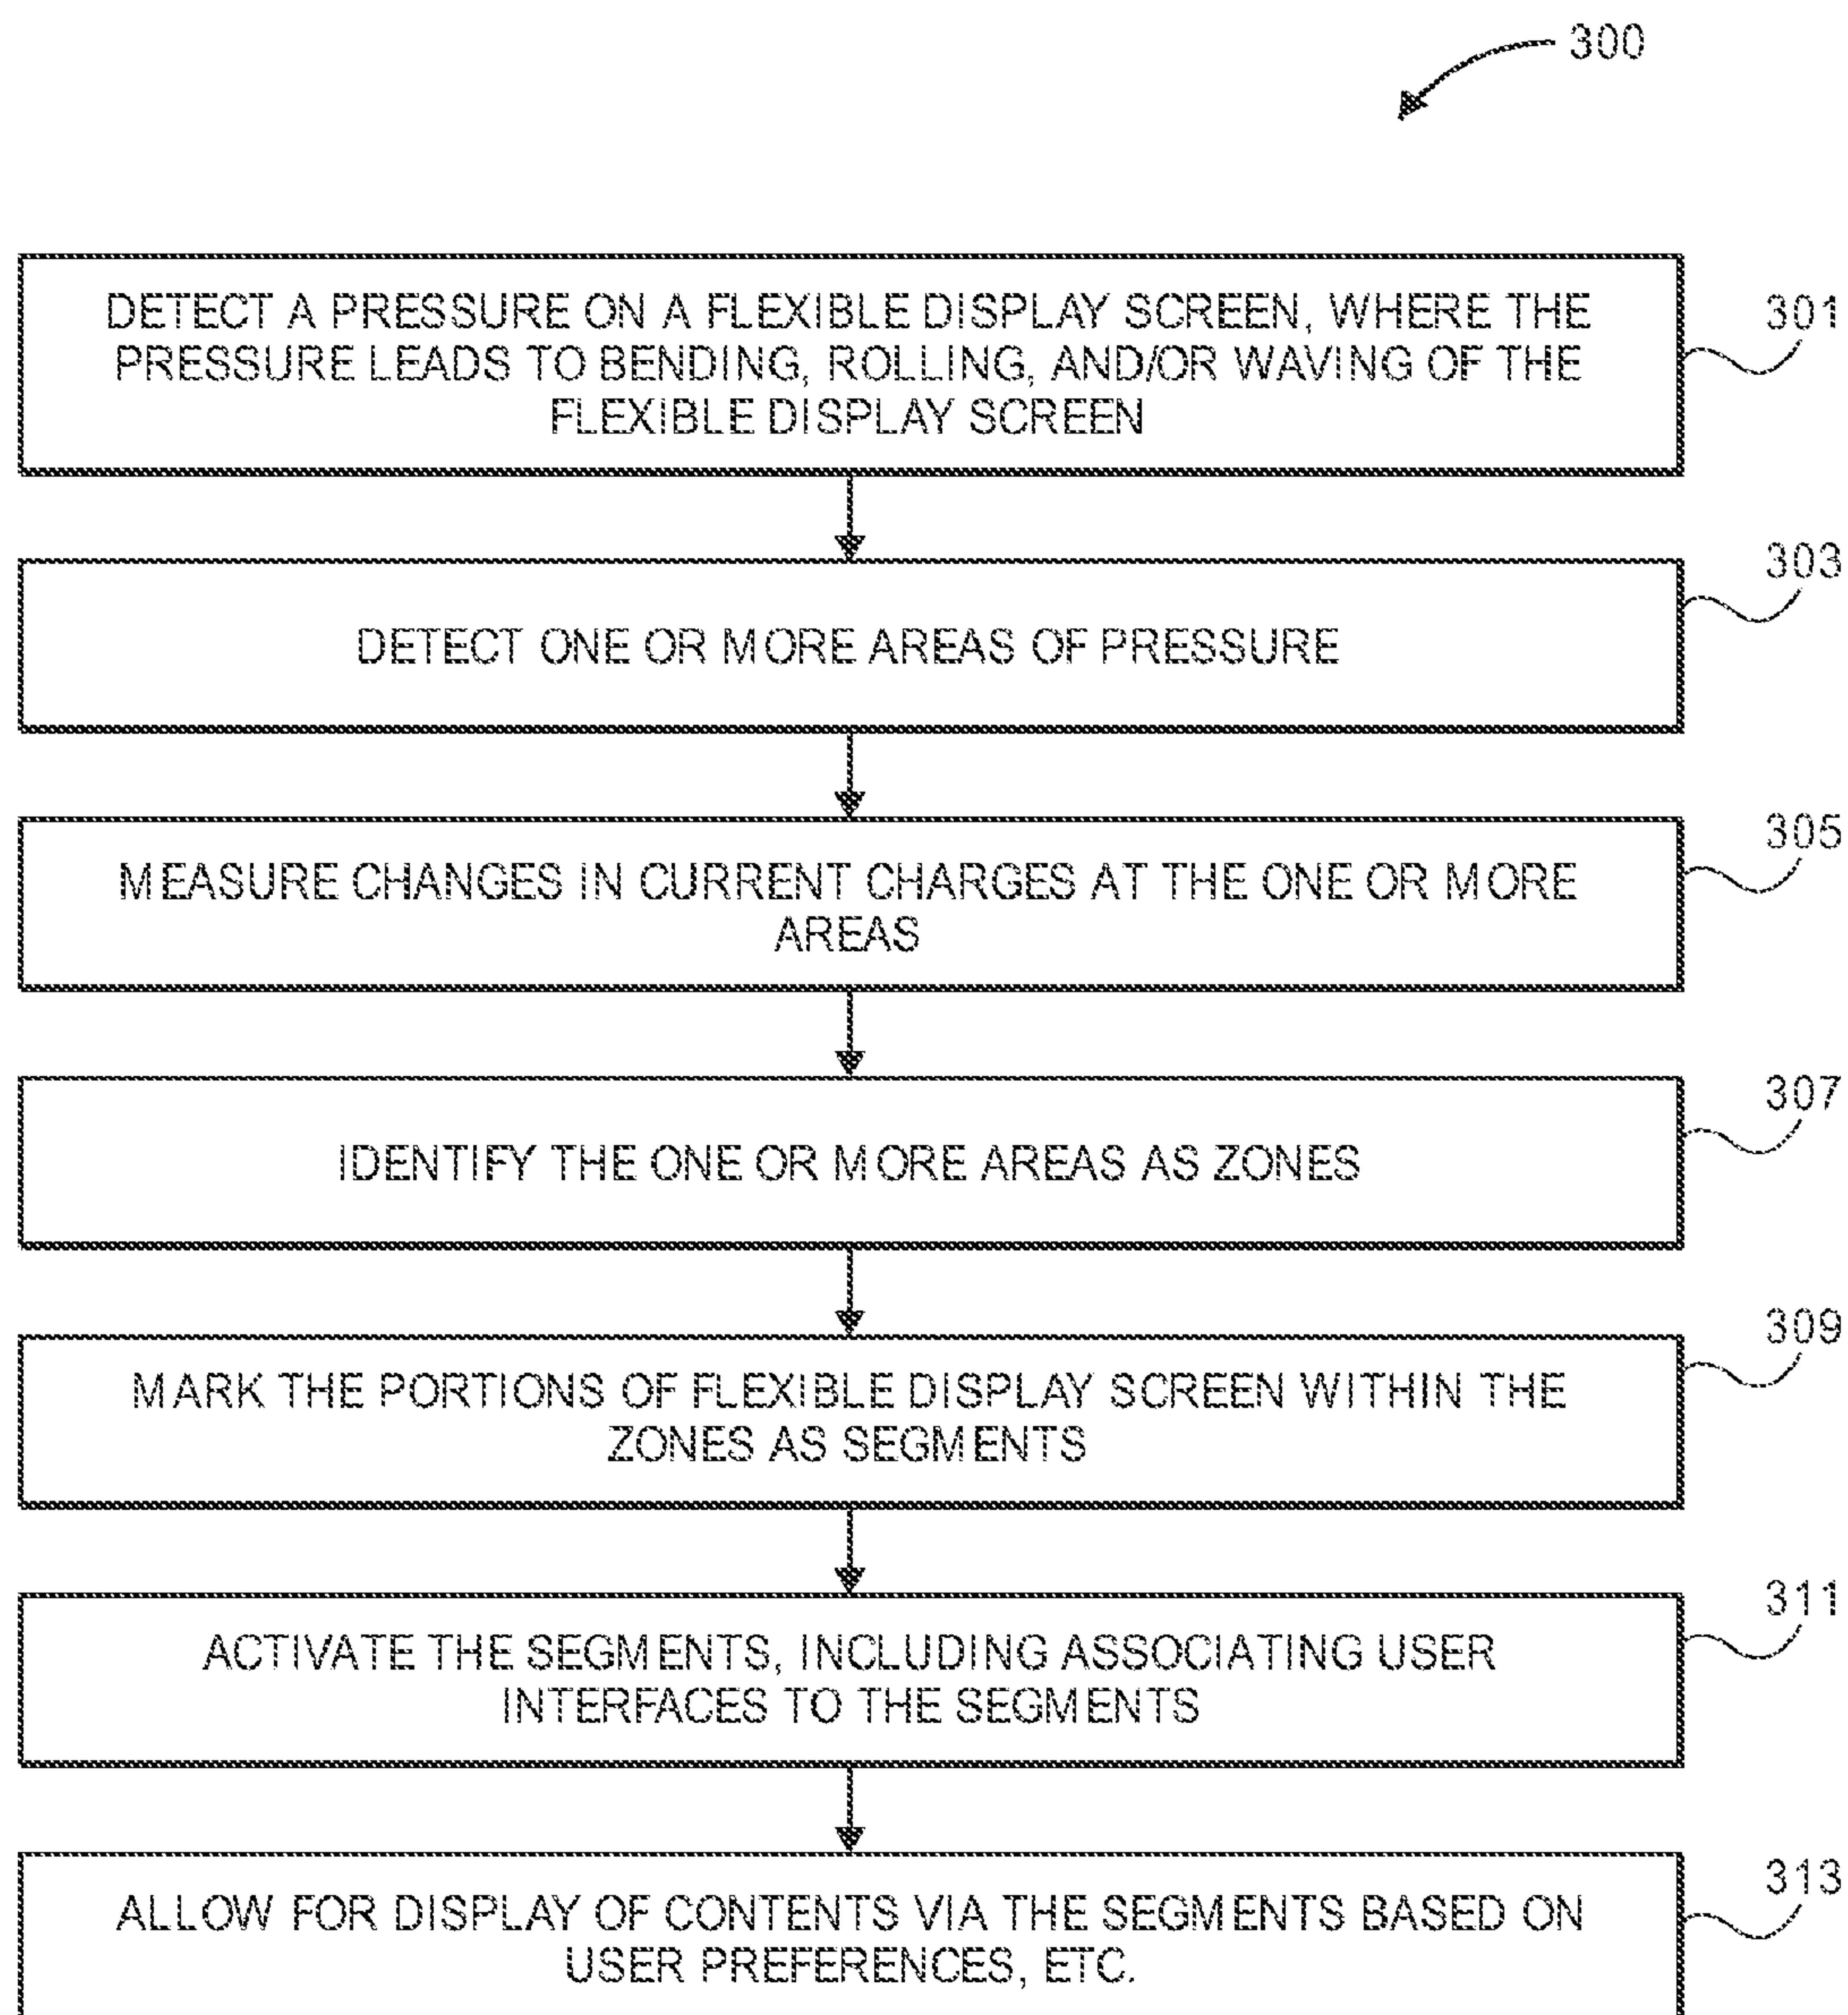 300
DETECT A PRESSURE ON A FLEXIBLE DISPLAY SCREEN, WHERE THE
PRESSURE LEADS TO BENDING, ROLLING, AND/OR WAVING OF THE
FLEXIBLE DISPLAY SCREEN
301
DETECT ONE OR MORE AREAS OF PRESSURE
303
MEASURE CHANGES IN CURRENT CHARGES AT THE ONE OR MORE
AREAS
305
IDENTIFY THE ONE OR MORE AREAS AS ZONES
307
MARK THE PORTIONS OF FLEXIBLE DISPLAY SCREEN WITHIN THE
ZONES AS SEGMENTS
309
ACTIVATE THE SEGMENTS, INCLUDING ASSOCIATING USER
INTERFACES TO THE SEGMENTS
311
ALLOW FOR DISPLAY OF CONTENTS VIA THE SEGMENTS BASED ON
USER PREFERENCES, ETC.
313